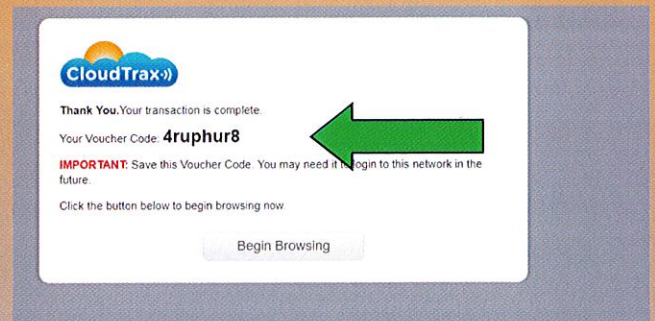 CloudTrax
Thank You.Your transaction is complete.
Your Voucher Code: 4ruphur8
IMPORTANT: Save this Voucher Code. You may need it to login to this network in the
future.
Click the button below to begin browsing now
Begin Browsing